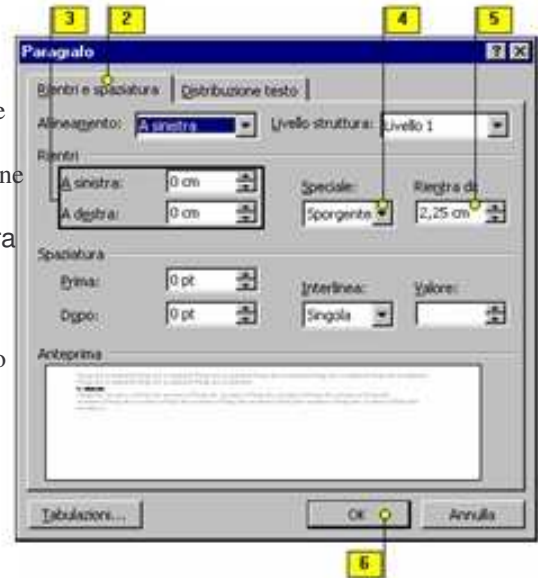 3 2 4 5
Paragrafo
Rientri e spaziatura Distribuzione testo
e
Allineamento: A sinistra Livello struttura: Livello 1
Rientri
ne
A sinistra: 0 cm Speciale: Rientra di
A destra: 0 cm Sporgente 2,25 cm
ra
Spaziatura
Prima: 0 pt Interlinea: Valore:
Dopo: 0 pt Singola
o
Anteprima
Tabulazioni... OK Annulla
6